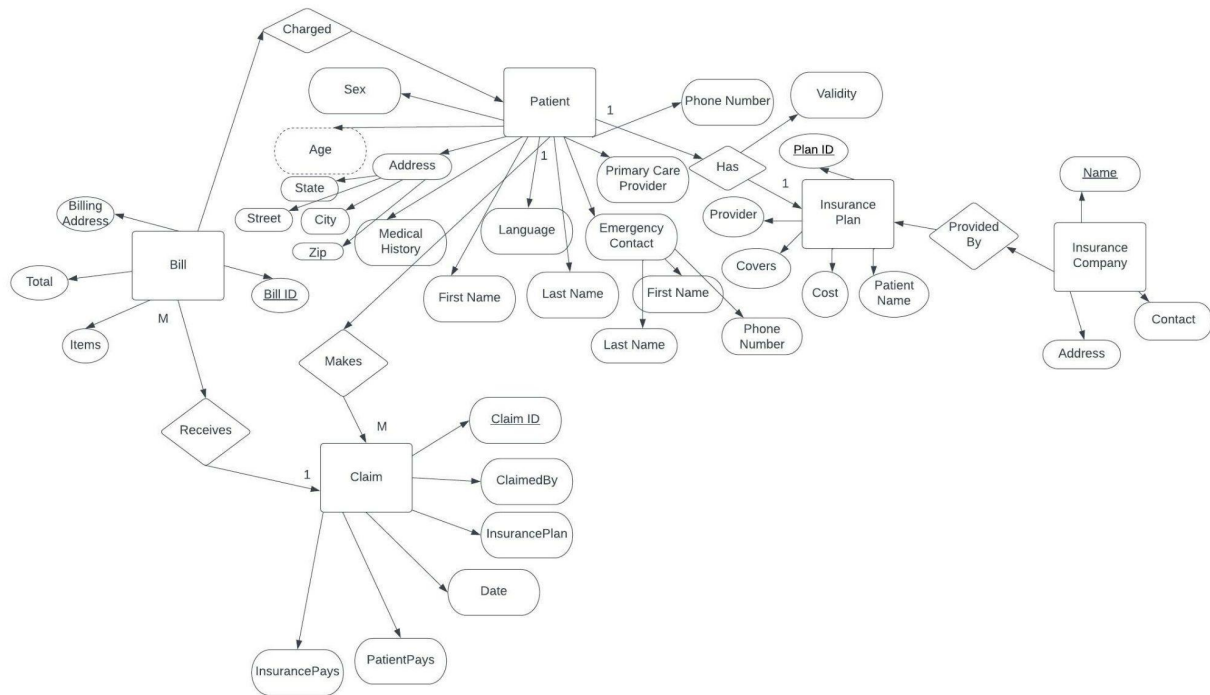 Charged
Sex
Patient
Phone Number
Validity
1
Age
Address
1
Primary Care
Provider
Has
Plan ID
Name
State
Street
City
Zip
Medical
History
Language
Emergency
Contact
Provider
1
Insurance
Plan
Provided
By
Insurance
Company
Billing
Address
Bill
Total
Bill ID
First Name
Last Name
First Name
Covers
Cost
Patient
Name
Contact
M
Items
Last Name
Phone
Number
Address
Makes
Receives
M
Claim ID
1
Claim
ClaimedBy
InsurancePlan
Date
InsurancePays
PatientPays